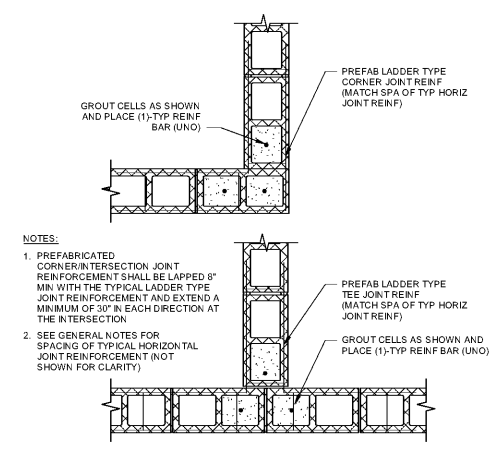 PREFAB LADDER TYPE
CORNER JOINT REINF
(MATCH SPA OF TYP HORIZ
JOINT REINF)
GROUT CELLS AS SHOWN
AND PLACE (1)-TYP REINF
BAR (UNO)
NOTES:
1. PREFABRICATED
CORNER/INTERSECTION JOINT
REINFORCEMENT SHALL BE LAPPED 8"
MIN WITH THE TYPICAL LADDER TYPE
JOINT REINFORCEMENT AND EXTEND A
MINIMUM OF 30" IN EACH DIRECTION AT
THE INTERSECTION
2. SEE GENERAL NOTES FOR
SPACING OF TYPICAL HORIZONTAL
JOINT REINFORCEMENT (NOT
SHOWN FOR CLARITY)
PREFAB LADDER TYPE
TEE JOINT REINF
(MATCH SPA OF TYP HORIZ
JOINT REINF)
GROUT CELLS AS SHOWN AND
PLACE (1)-TYP REINF BAR (UNO)